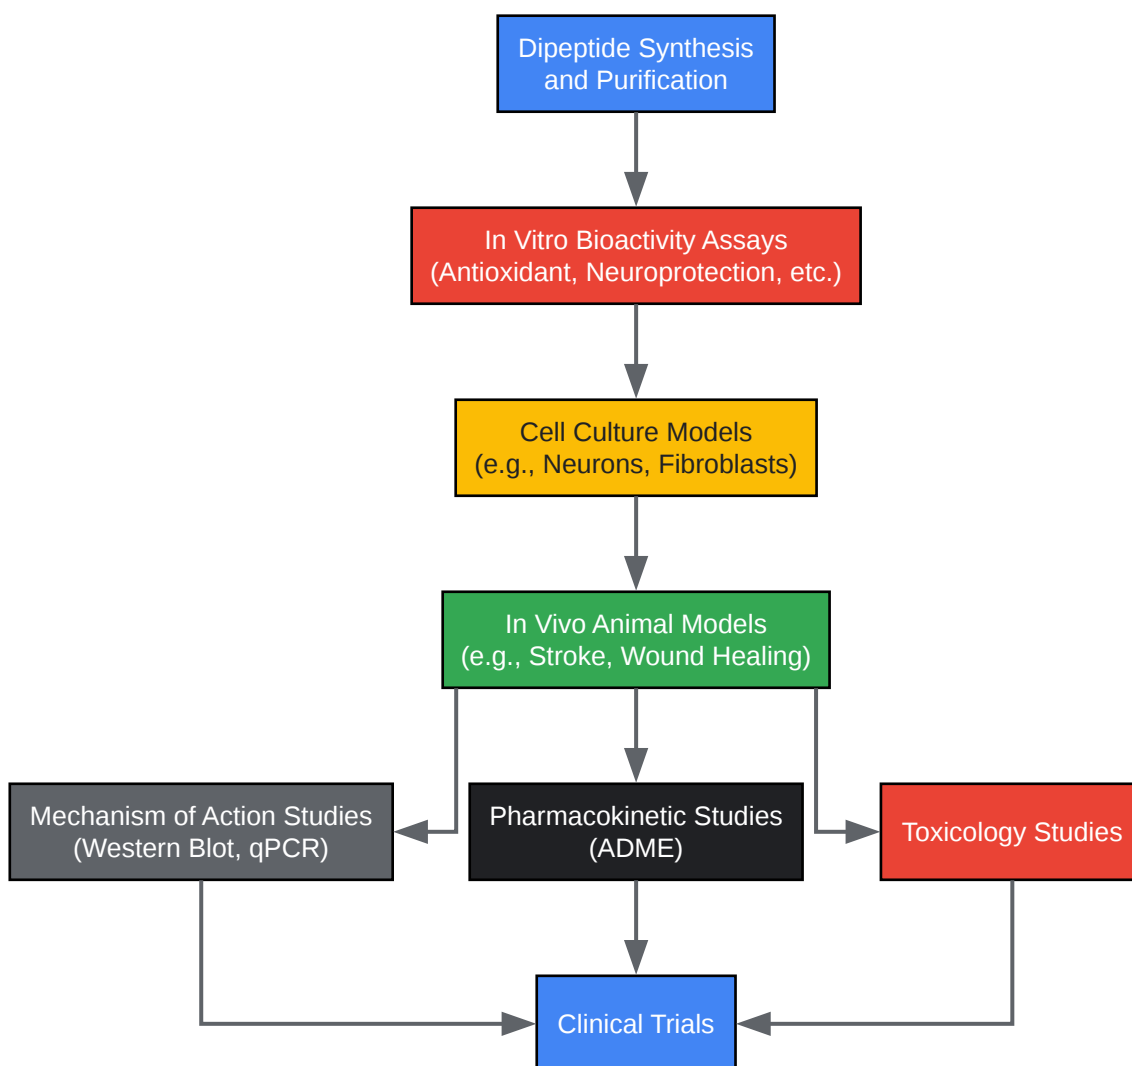 Dipeptide Synthesis
and Purification
In Vitro Bioactivity Assays
(Antioxidant, Neuroprotection, etc.)
Cell Culture Models
(e.g., Neurons, Fibroblasts)
In Vivo Animal Models
(e.g., Stroke, Wound Healing)
Mechanism of Action Studies
(Western Blot, qPCR)
Pharmacokinetic Studies
(ADME)
Toxicology Studies
Clinical Trials